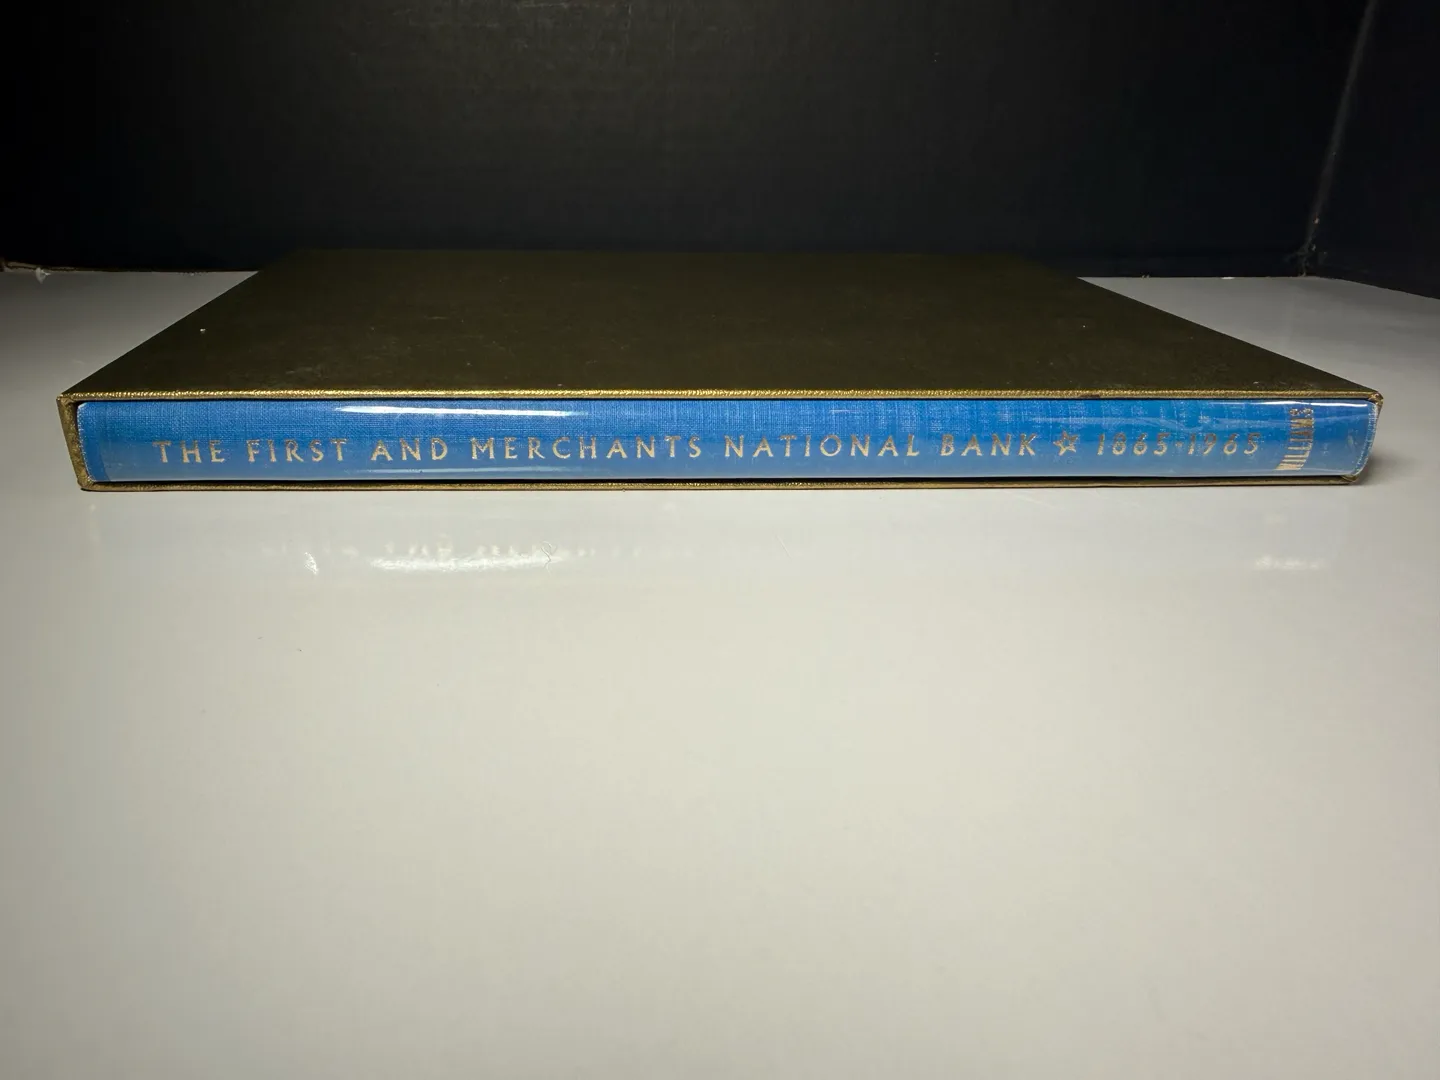 THE FIRST AND MERCHANTS NATIONAL BANK ☆ 1865-1965
WILLIAMS